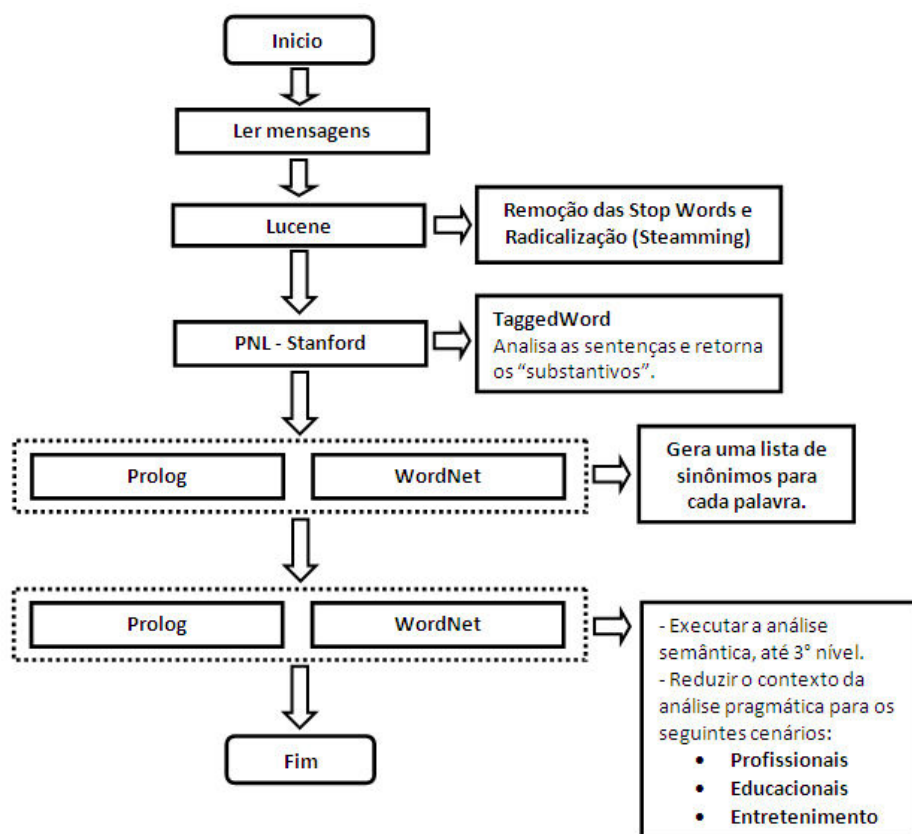 Inicio
Ler mensagens
Lucene
Remoção das Stop Words e
Radicalização (Steamming)
PNL - Stanford
TaggedWord
Analisa as sentenças e retorna
os “substantivos”.
Prolog
WordNet
Gera uma lista de
sinônimos para
cada palavra.
Prolog
WordNet
- Executar a análise
semântica, até 3° nível.
- Reduzir o contexto da
análise pragmática para os
seguintes cenários:
• Profissionais
• Educacionais
• Entretenimento
Fim